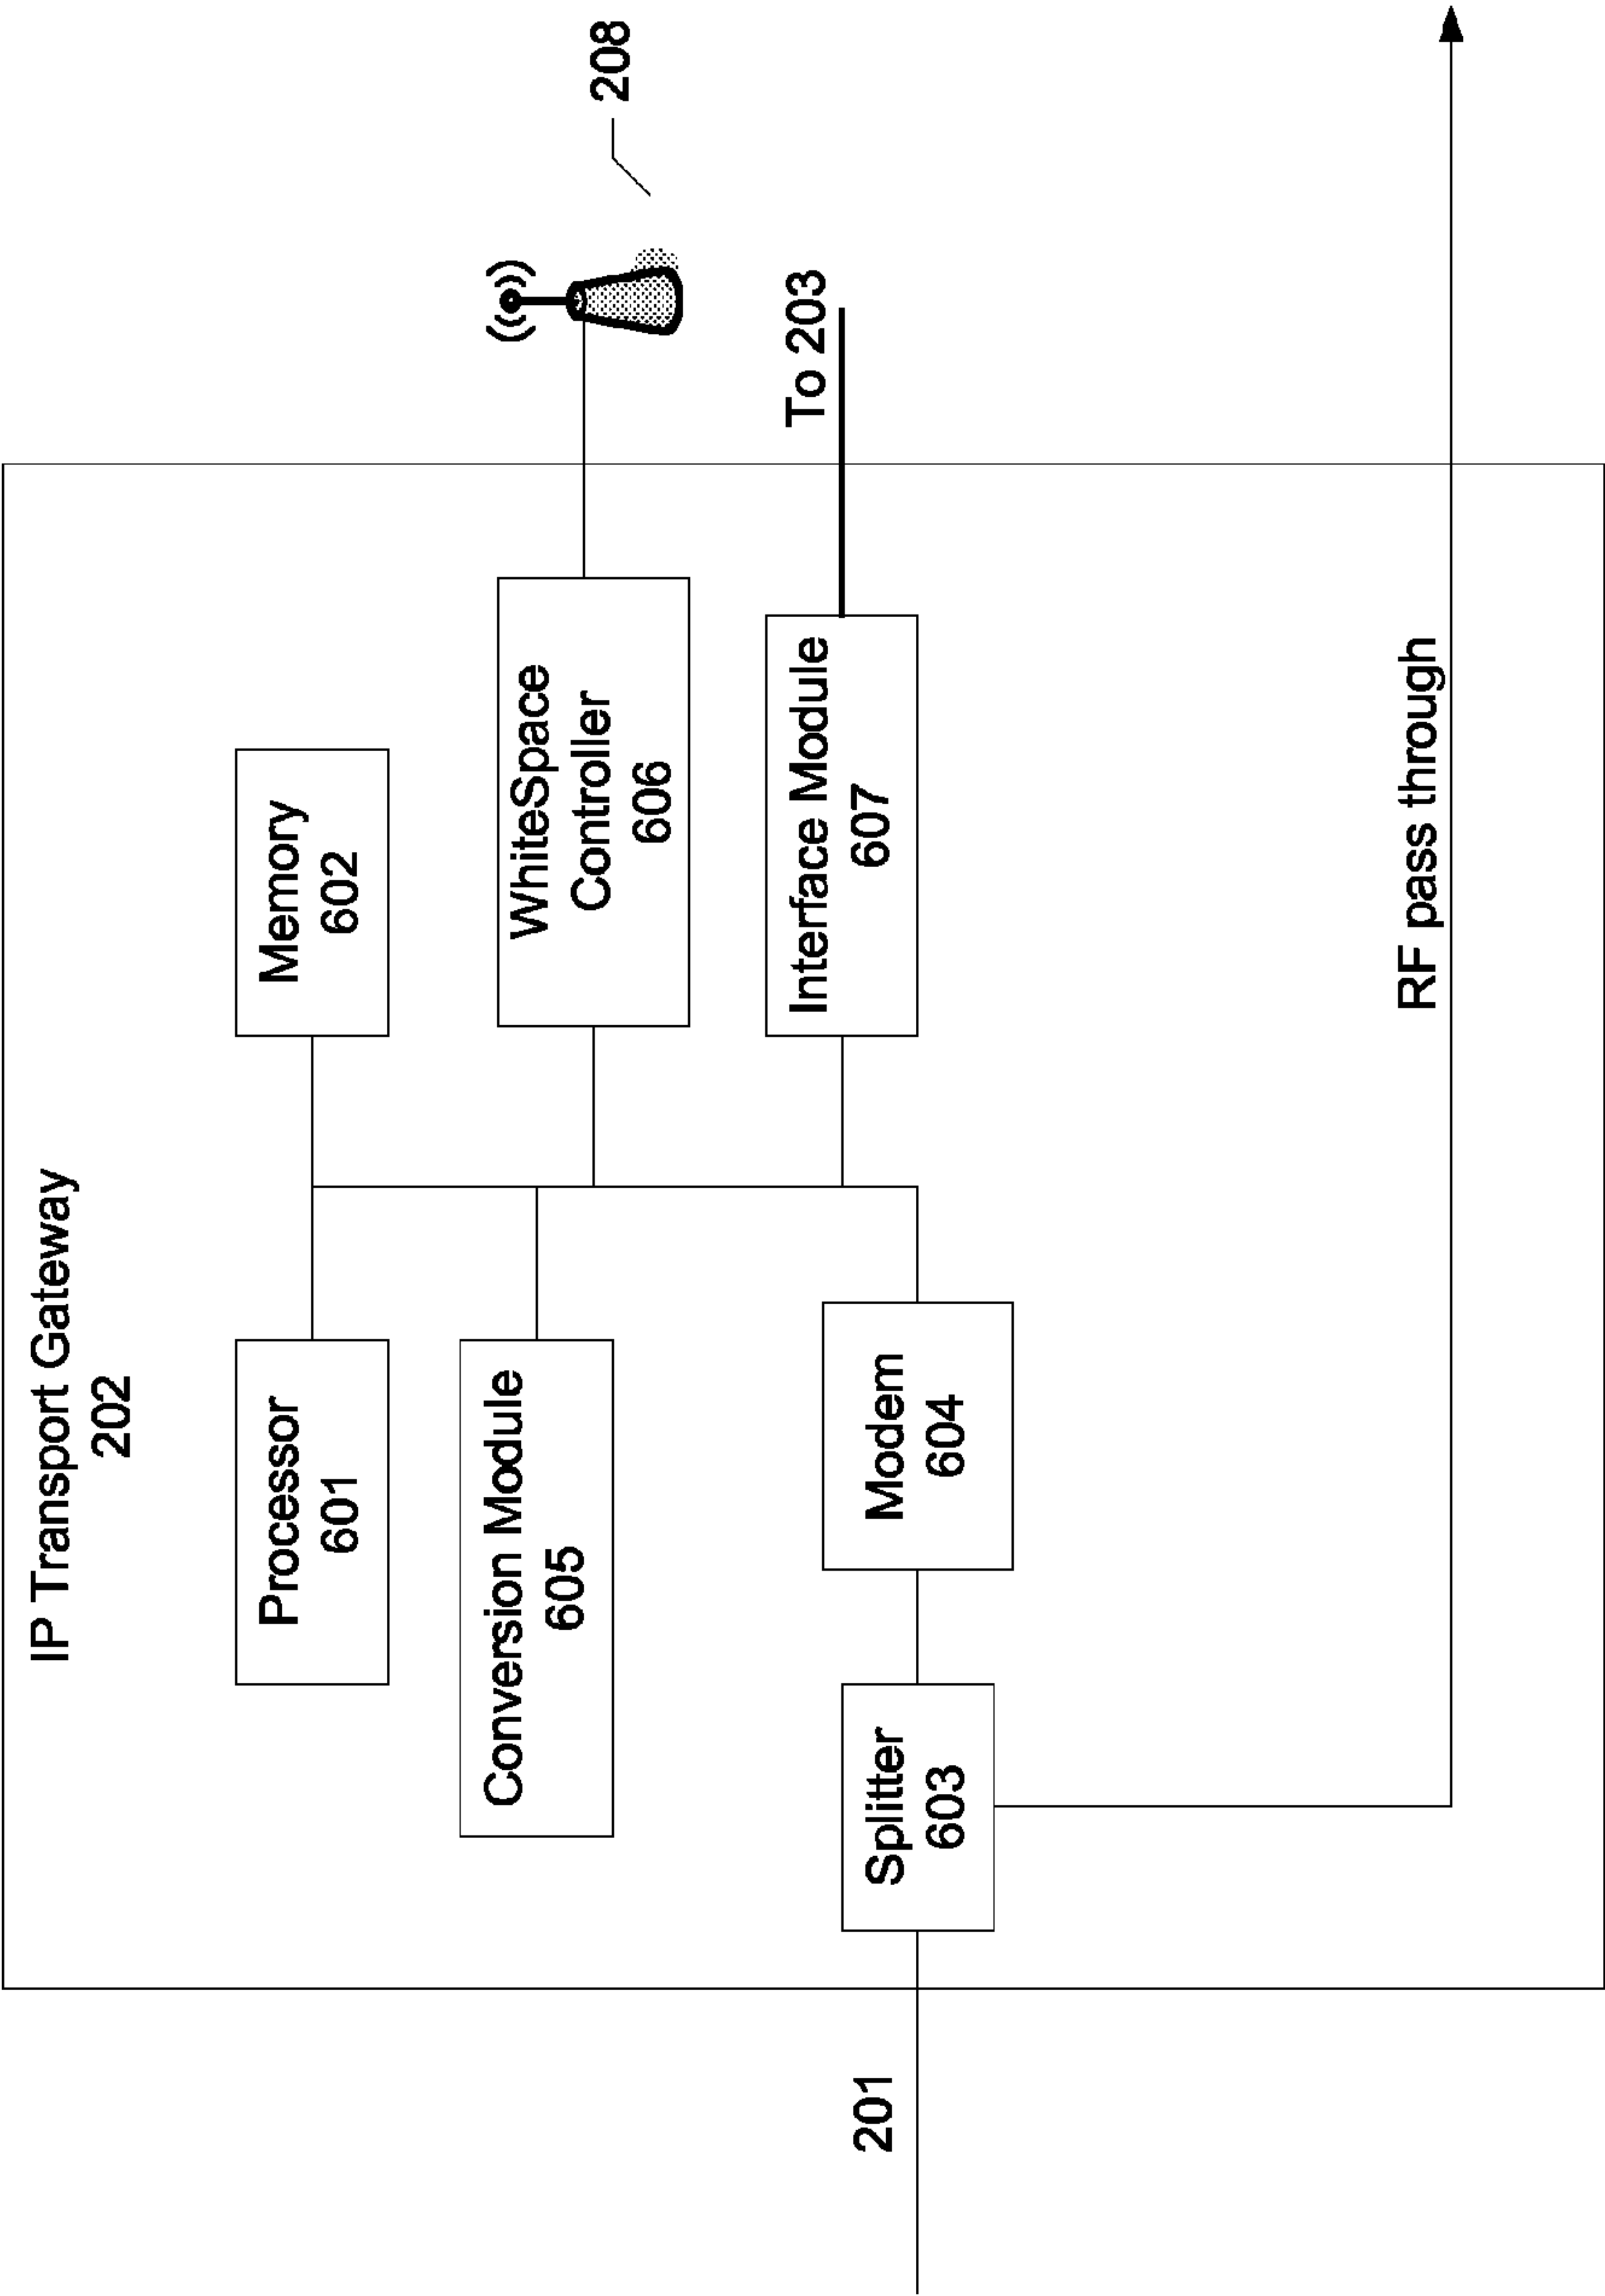 IP Transport Gateway
202
Processor
601
Memory
602
Conversion Module
605
WhiteSpace
Controller
606
208
Interface Module
607
To 203
Modem
604
Splitter
603
201
RF pass through